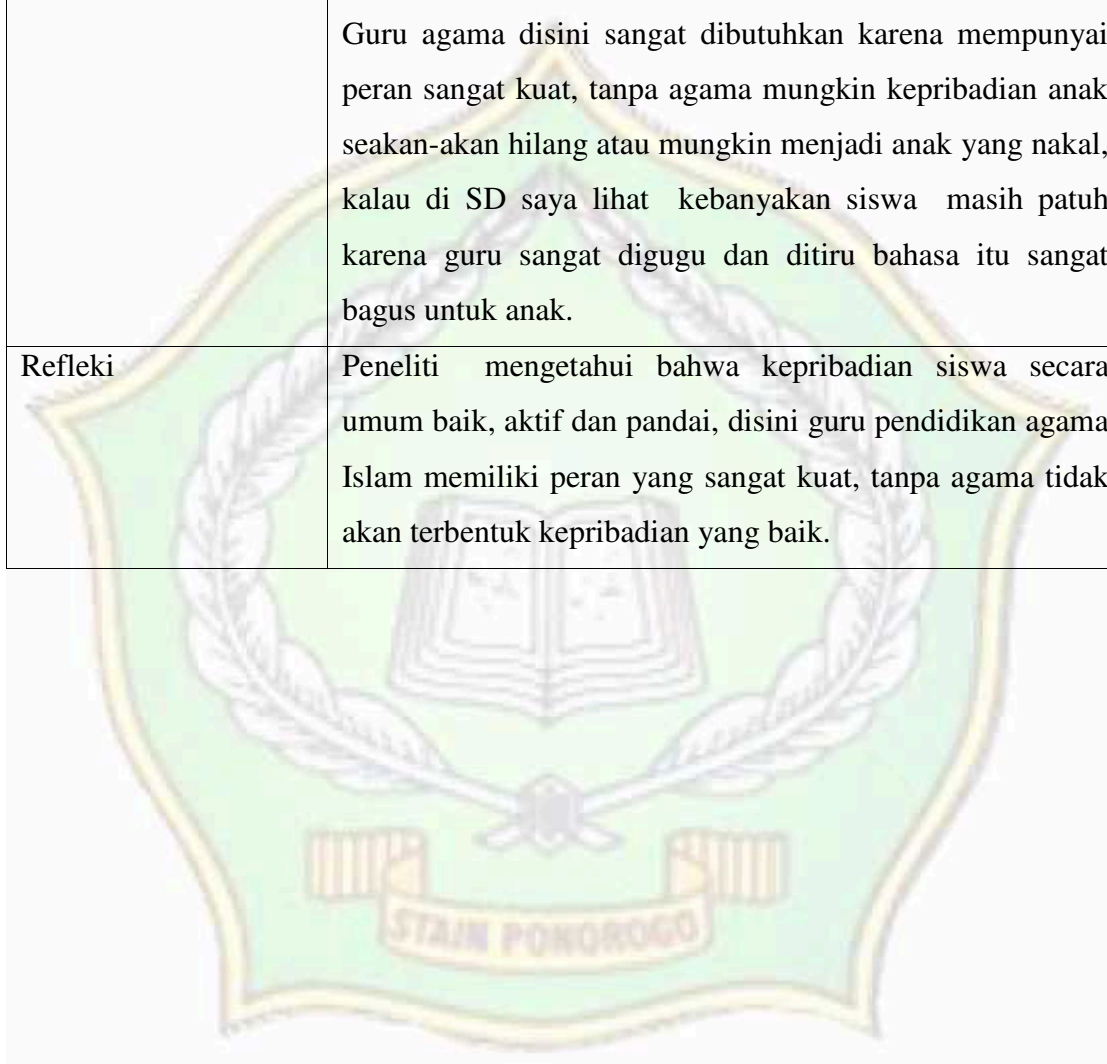 Guru agama disini sangat dibutuhkan karena mempunyai
peran sangat kuat, tanpa agama mungkin kepribadian anak
seakan-akan hilang atau mungkin menjadi anak yang nakal,
kalau di SD saya lihat kebanyakan siswa masih patuh
karena guru sangat digugu dan ditiru bahasa itu sangat
bagus untuk anak.
Refleki
Peneliti mengetahui bahwa kepribadian siswa secara
umum baik, aktif dan pandai, disini guru pendidikan agama
Islam memiliki peran yang sangat kuat, tanpa agama tidak
akan terbentuk kepribadian yang baik.
STAIN PONOROGO